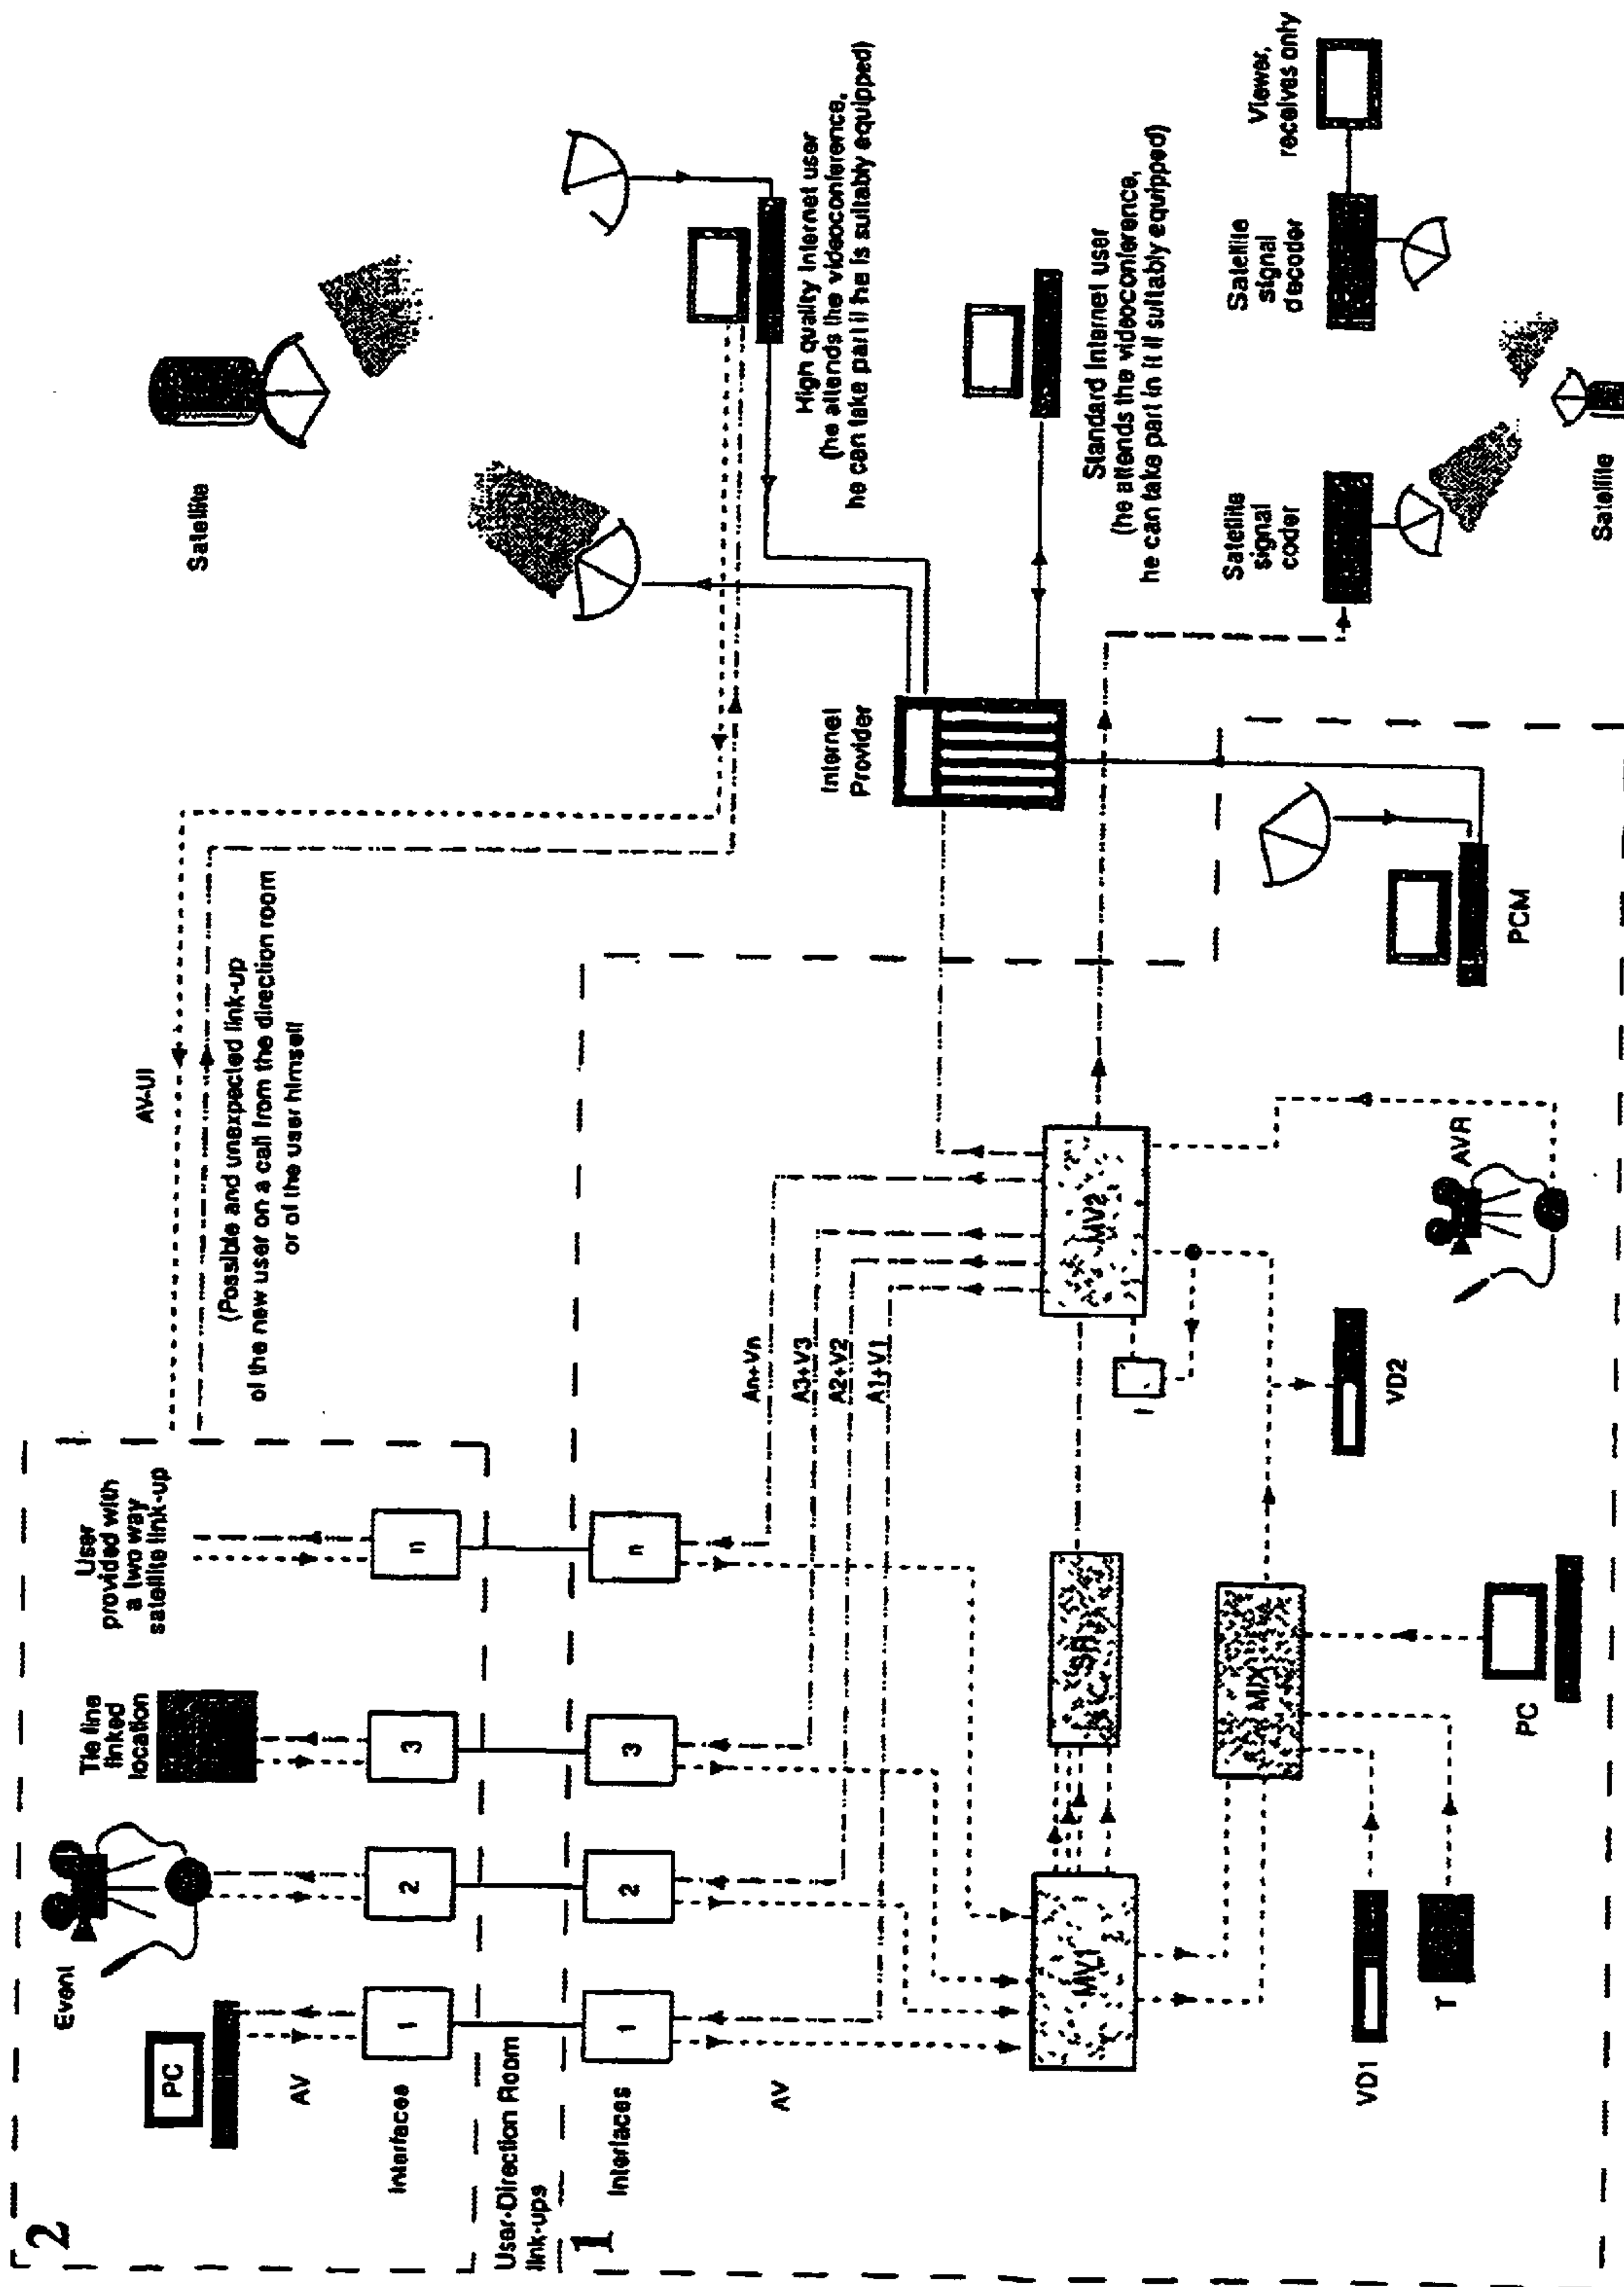 2
PC
Event
Tie line
linked
location
User
provided with
a two way
satellite link-up
AV
Interfaces
1
2
3
n
User-Direction Room
link-ups
1
Interfaces
1
2
3
n
AV
AV-UI
(Possible and unexpected link-up
of the new user on a call from the direction room
or of the user himself
An+Vn
A3+V3
A2+V2
A1+V1
MV1
MV2
I
MIX
VD1
T
PC
VD2
AVR
PCM
Internet
Provider
Satellite
High quality Internet user
(he attends the videoconference,
he can take part if he is suitably equipped)
Standard Internet user
(he attends the videoconference,
he can take part in it if suitably equipped)
Satellite
signal
coder
Satellite
signal
decoder
Viewer,
receives only
Satellite